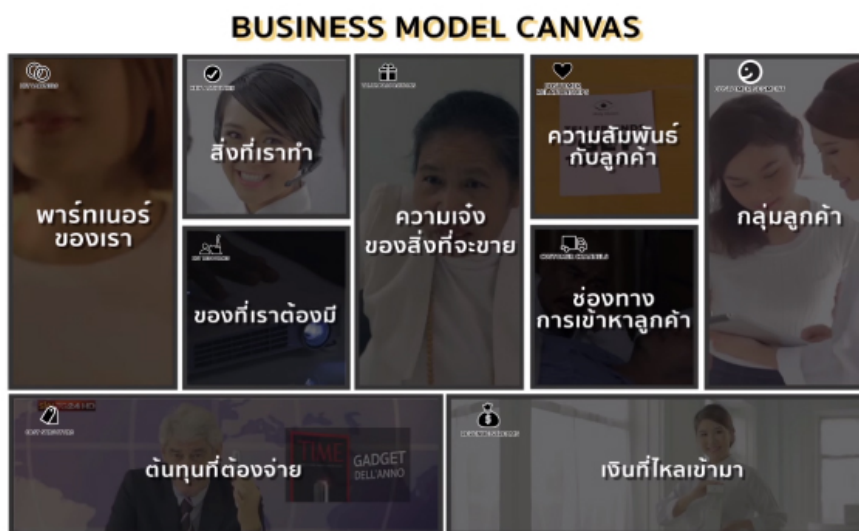 BUSINESS MODEL CANVAS
พาร์ทเนอร์
ของเรา
สิ่งที่เราทำ
ของที่เราต้องมี
ความเจ๋ง
ของสิ่งที่จะขาย
CUSTOMER
RELATIONSHIPS
ความสัมพันธ์
กับลูกค้า
CUSTOMER CHANNELS
ช่องทาง
การเข้าหาลูกค้า
กลุ่มลูกค้า
TIME
GADGET
DELL'ANNO
ต้นทุนที่ต้องจ่าย
เงินที่ไหลเข้ามา